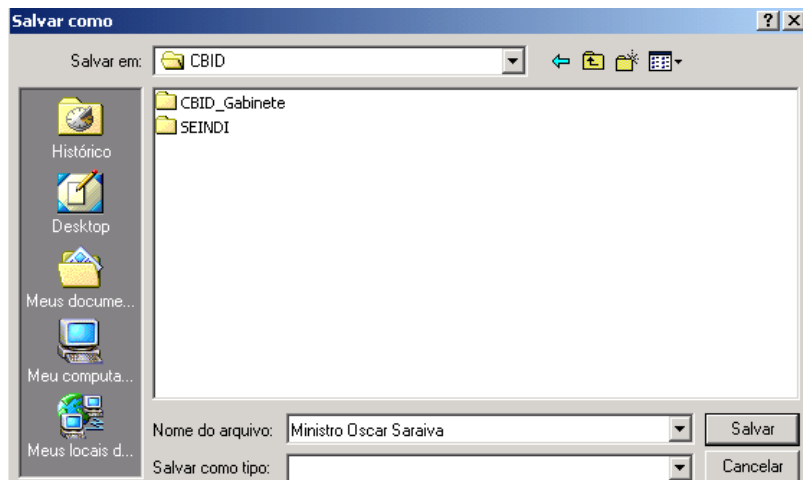 Salvar como
Salvar em: CBID
CBID_Gabinete
SEINDI
Histórico
Desktop
Meus docume...
Meu computa...
Meus locais d...
Nome do arquivo: Ministro Oscar Saraiva Salvar
Salvar como tipo: Cancelar